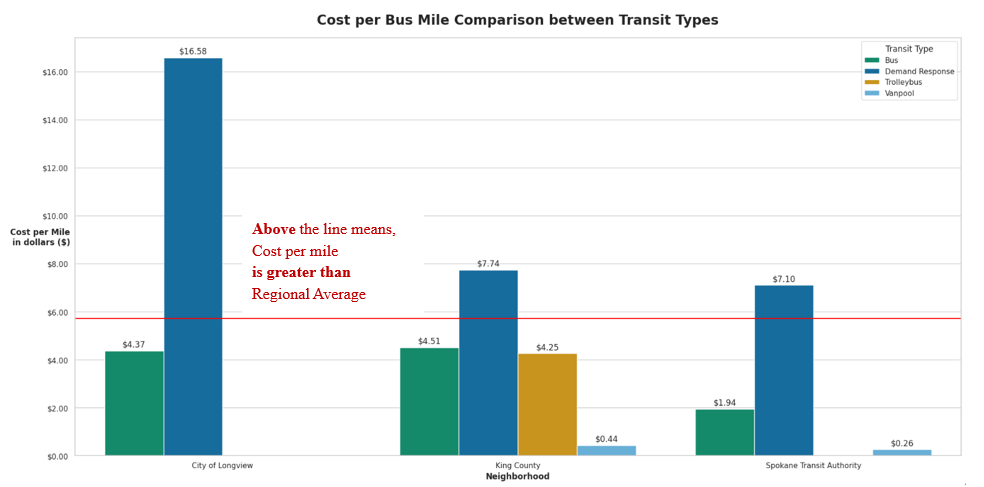 Cost per Bus Mile Comparison between Transit Types
Transit Type
Bus
Demand Response
Trolleybus
Vanpool
Cost per Mile
in dollars ($)
$16.00
$14.00
$12.00
$10.00
$8.00
$6.00
$4.00
$2.00
$0.00
$4.37
$16.58
$4.51
$7.74
$4.25
$0.44
$1.94
$7.10
$0.26
Above the line means,
Cost per mile
is greater than
Regional Average
City of Longview
King County
Spokane Transit Authority
Neighborhood